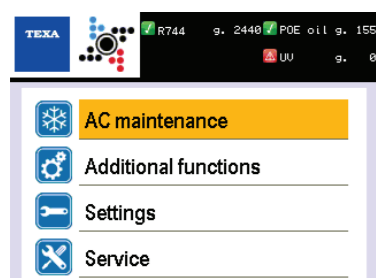 TEXA
R744 g. 2440 POE oil g. 155
UV g. 0
AC maintenance
Additional functions
Settings
Service